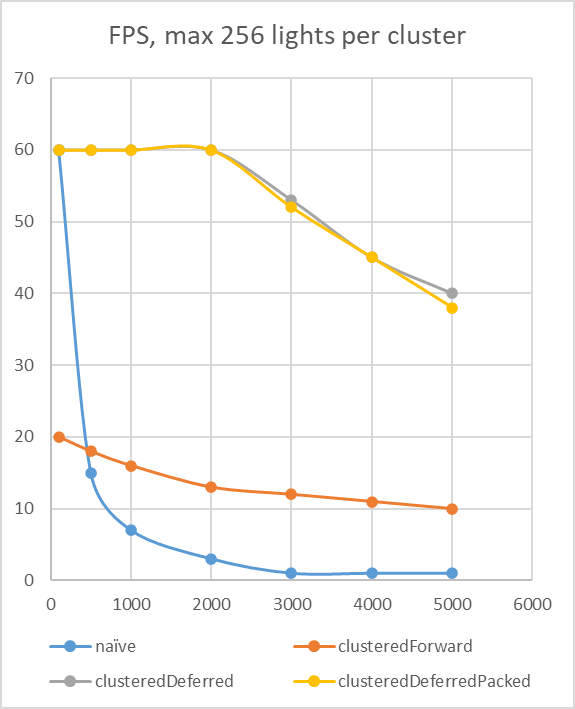 FPS, max 256 lights per cluster
70
60
50
40
30
20
10
0
0 1000 2000 3000 4000 5000 6000
naïve clusteredForward
clusteredDeferred clusteredDeferredPacked